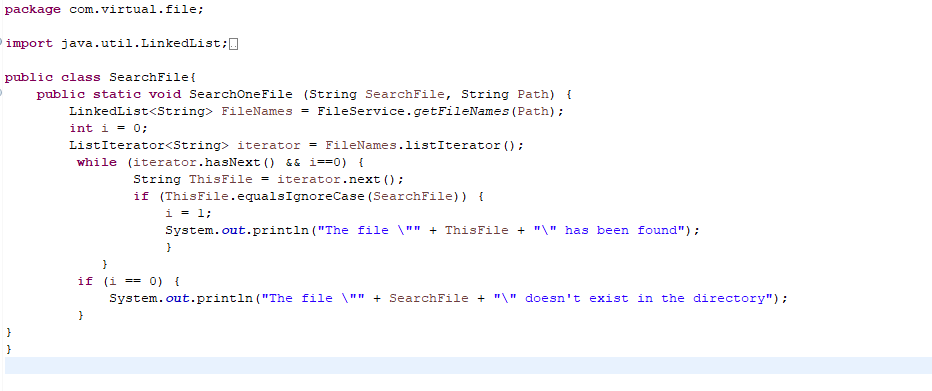 package com.virtual.file;
import java.util.LinkedList;
public class SearchFile{
public static void SearchOneFile (String SearchFile, String Path) {
LinkedList<String> FileNames = FileService.getFileNames(Path);
int i = 0;
ListIterator<String> iterator = FileNames.listIterator();
while (iterator.hasNext() && i==0) {
String ThisFile = iterator.next();
if (ThisFile.equalsIgnoreCase(SearchFile)) {
i = 1;
System.out.println("The file \"" + ThisFile + "\" has been found");
}
}
if (i == 0) {
System.out.println("The file \"" + SearchFile + "\" doesn't exist in the directory");
}
}
}